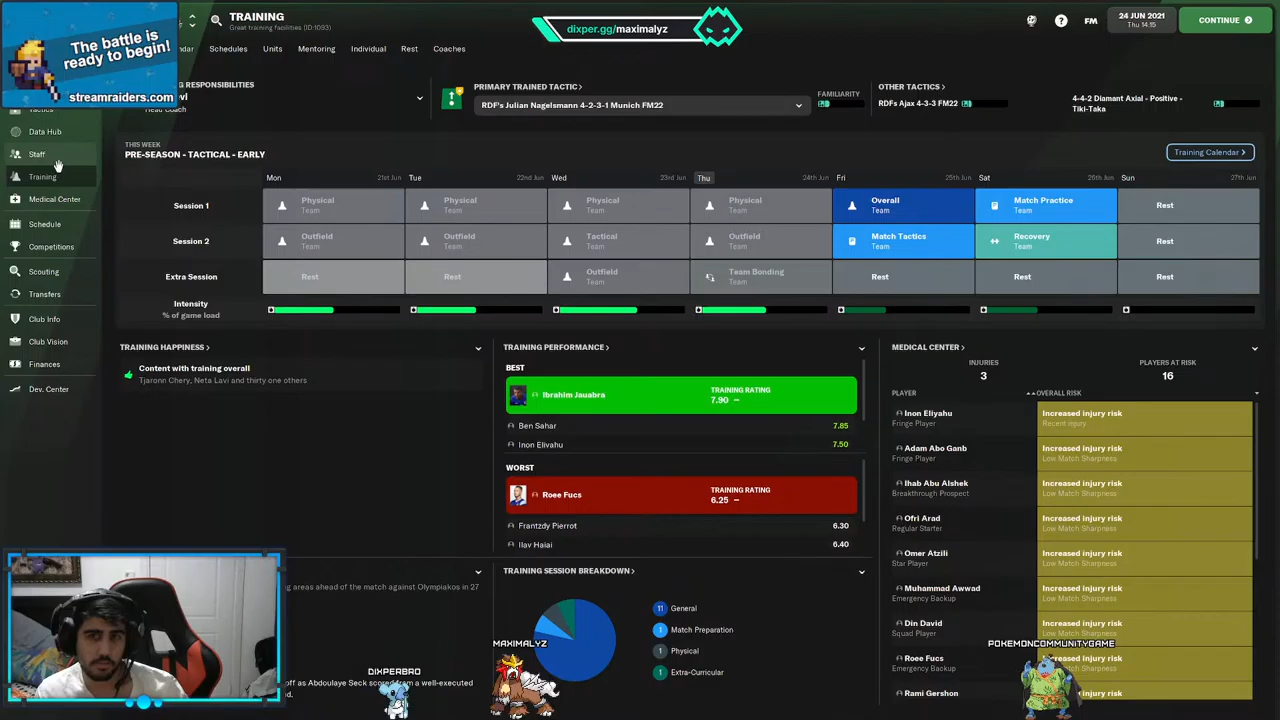 The battle is
ready to begin!
streamraiders.com
TRAINING
Great training facilities (ID:1093)
dixper.gg/maximalyz
FM
24 JUN 2021
Thu 14.15
CONTINUE
Schedules
Units
Mentoring
Individual
Rest
Coaches
Head Coach
PRIMARY TRAINED TACTIC
RDF's Julian Nagelsmann 4-2-3-1 Munich FM22
FAMILIARITY
OTHER TACTICS
RDFs Ajax 4-3-3 FM22
4-4-2 Diamant Axial - Positive -
Tiki-Taka
Tactics
Data Hub
Staff
Training
Medical Center
Schedule
Competitions
Scouting
Transfers
Club Info
Club Vision
Finances
Dev. Center
THIS WEEK
PRE-SEASON - TACTICAL - EARLY
Training Calendar
Mon 21st Jun
Tue 22nd Jun
Wed 23rd Jun
Thu 24th Jun
Fri 25th Jun
Sat 26th Jun
Sun 27th Jun
Session 1
Physical
Team
Physical
Team
Physical
Team
Physical
Team
Overall
Team
Match Practice
Team
Rest
Session 2
Outfield
Team
Outfield
Team
Tactical
Team
Outfield
Team
Match Tactics
Team
Recovery
Team
Rest
Extra Session
Rest
Rest
Outfield
Team
Team Bonding
Team
Rest
Rest
Rest
Intensity
% of game load
TRAINING HAPPINESS
Content with training overall
Tjaronn Chery, Neta Lavi and thirty one others
TRAINING PERFORMANCE
BEST
Ibrahim Jauabra
TRAINING RATING
7.90 –
Ben Sahar 7.85
Inon Eliyahu 7.50
WORST
Roee Fucs
TRAINING RATING
6.25 –
Frantzdy Pierrot 6.30
Ilay Hajaj 6.40
MEDICAL CENTER
INJURIES
3
PLAYERS AT RISK
16
PLAYER
OVERALL RISK
Inon Eliyahu
Fringe Player
Increased injury risk
Recent injury
Adam Abo Ganb
Fringe Player
Increased injury risk
Low Match Sharpness
Ihab Abu Alshek
Breakthrough Prospect
Increased injury risk
Low Match Sharpness
Ofri Arad
Regular Starter
Increased injury risk
Low Match Sharpness
Omer Atzili
Star Player
Increased injury risk
Low Match Sharpness
Muhammad Awwad
Emergency Backup
Increased injury risk
Low Match Sharpness
Din David
Squad Player
Increased injury risk
Low Match Sharpness
Roee Fucs
Emergency Backup
Increased injury risk
Low Match Sharpness
Rami Gershon
Increased injury risk
ing areas ahead of the match against Olympiakos in 27
off as Abdoulaye Seck scored from a well-executed
TRAINING SESSION BREAKDOWN
11 General
1 Match Preparation
1 Physical
1 Extra-Curricular
MAXIMALYZ
DIXPERBRO
POKEMONCOMMUNITYGAME